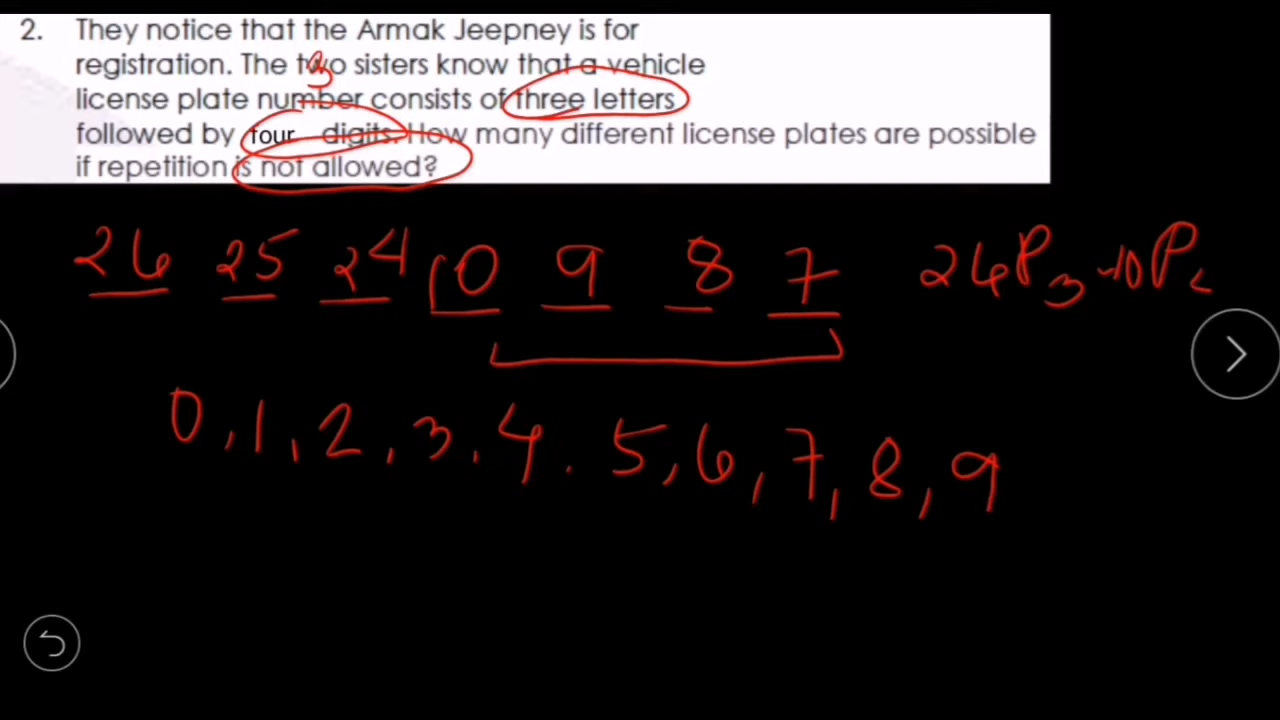 2. They notice that the Armak Jeepney is for
registration. The two sisters know that a vehicle
3
license plate number consists of three letters
followed by four digits. How many different license plates are possible
if repetition is not allowed?
26 25 24 10 9 8 7 26P3 · 10P4
0, 1, 2, 3, 4, 5, 6, 7, 8, 9